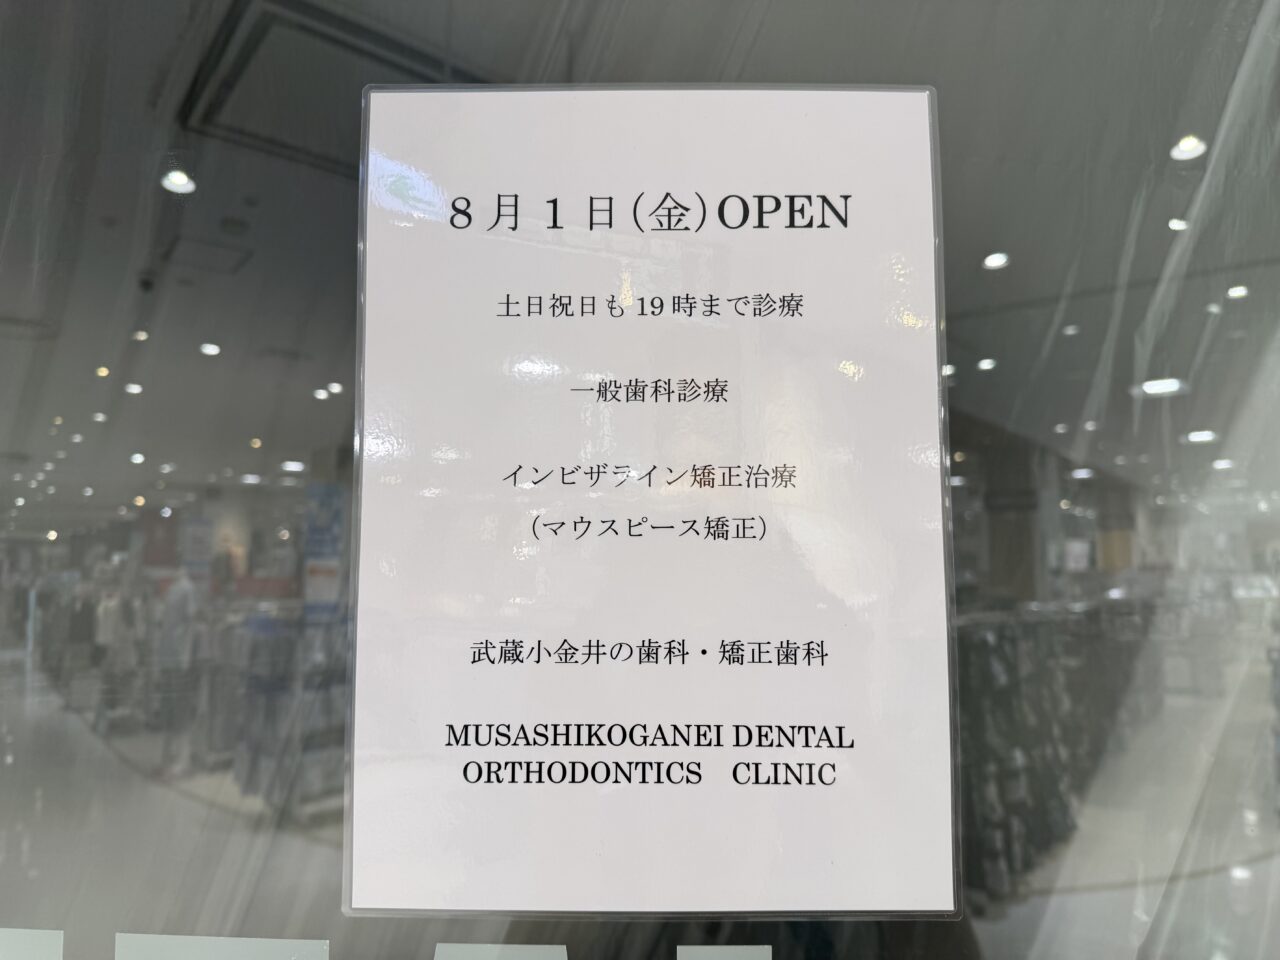 8月1日(金)OPEN
土日祝日も19時まで診療
一般歯科診療
インビザライン矯正治療
(マウスピース矯正)
武蔵小金井の歯科・矯正歯科
MUSASHIKOGANEI DENTAL
ORTHODONTICS CLINIC